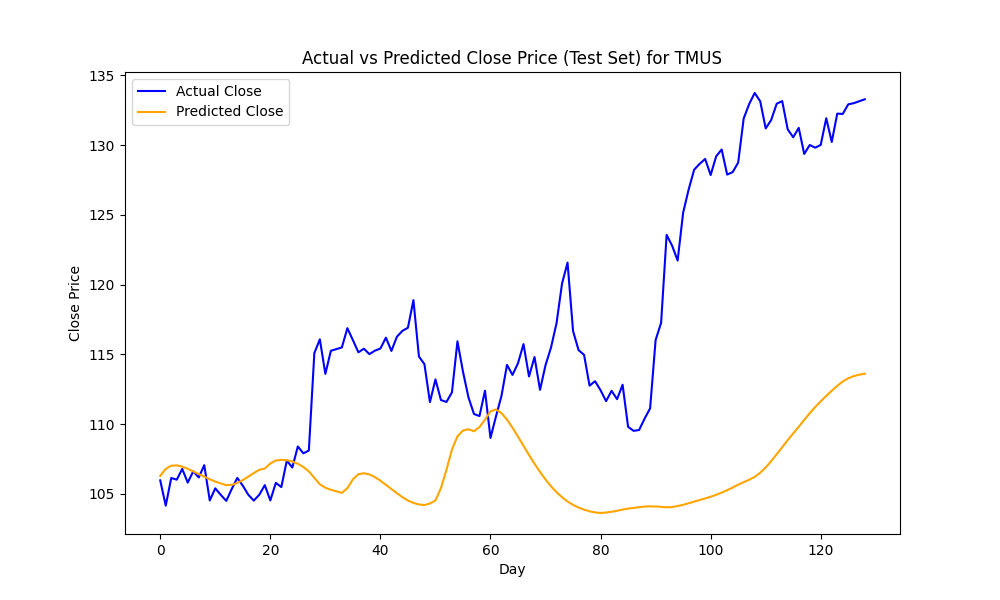 Actual vs Predicted Close Price (Test Set) for TMUS
Actual Close
Predicted Close
135
130
125
120
115
110
105
Close Price
0 20 40 60 80 100 120
Day